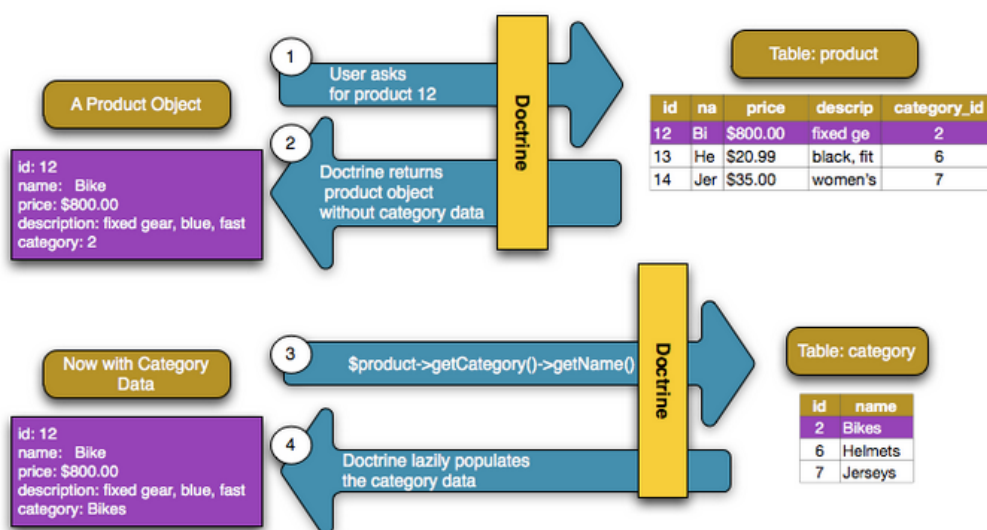 1
User asks
for product 12
Doctrine
Table: product
A Product Object
id na price descrip category_id
12 Bi $800.00 fixed ge 2
13 He $20.99 black, fit 6
14 Jer $35.00 women's 7
2
Doctrine returns
product object
without category data
id: 12
name: Bike
price: $800.00
description: fixed gear, blue, fast
category: 2
3
$product->getCategory()->getName()
Doctrine
Table: category
Now with Category
Data
id name
2 Bikes
6 Helmets
7 Jerseys
4
Doctrine lazily populates
the category data
id: 12
name: Bike
price: $800.00
description: fixed gear, blue, fast
category: Bikes